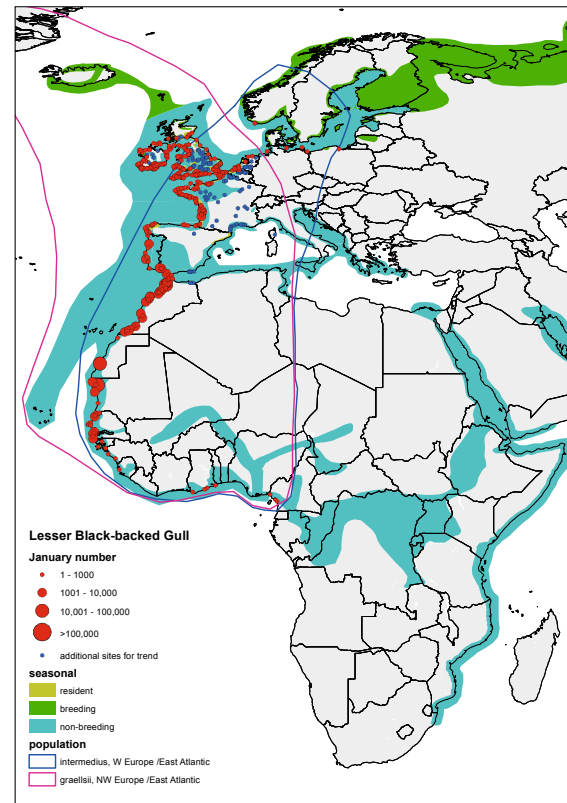 Lesser Black-backed Gull
January number
1 - 1000
1001 - 10,000
10,001 - 100,000
>100,000
additional sites for trend
seasonal
resident
breeding
non-breeding
population
intermedius, W Europe /East Atlantic
graellsii, NW Europe /East Atlantic